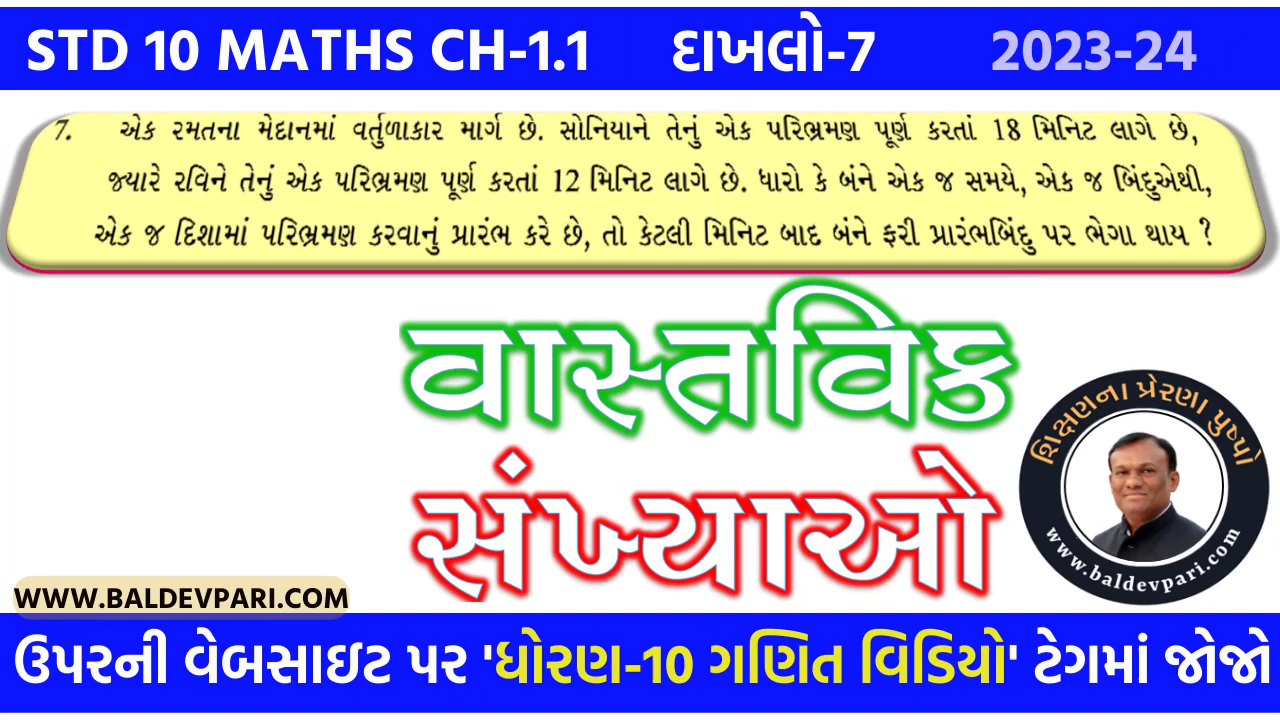 STD 10 MATHS CH-1.1 દાખલો-7 2023-24
7. એક રમતના મેદાનમાં વર્તુળાકાર માર્ગ છે. સોનિયાને તેનું એક પરિભ્રમણ પૂર્ણ કરતાં 18 મિનિટ લાગે છે,
જ્યારે રવિને તેનું એક પરિભ્રમણ પૂર્ણ કરતાં 12 મિનિટ લાગે છે. ધારો કે બંને એક જ સમયે, એક જ બિંદુએથી,
એક જ દિશામાં પરિભ્રમણ કરવાનું પ્રારંભ કરે છે, તો કેટલી મિનિટ બાદ બંને ફરી પ્રારંભબિંદુ પર ભેગા થાય ?
વાસ્તવિક
સંખ્યાઓ
શિક્ષણના પ્રેરણા પુષ્પો
www.baldevpari.com
WWW.BALDEVPARI.COM
ઉપરની વેબસાઇટ પર 'ધોરણ-10 ગણિત વિડિયો' ટેગમાં જોજો